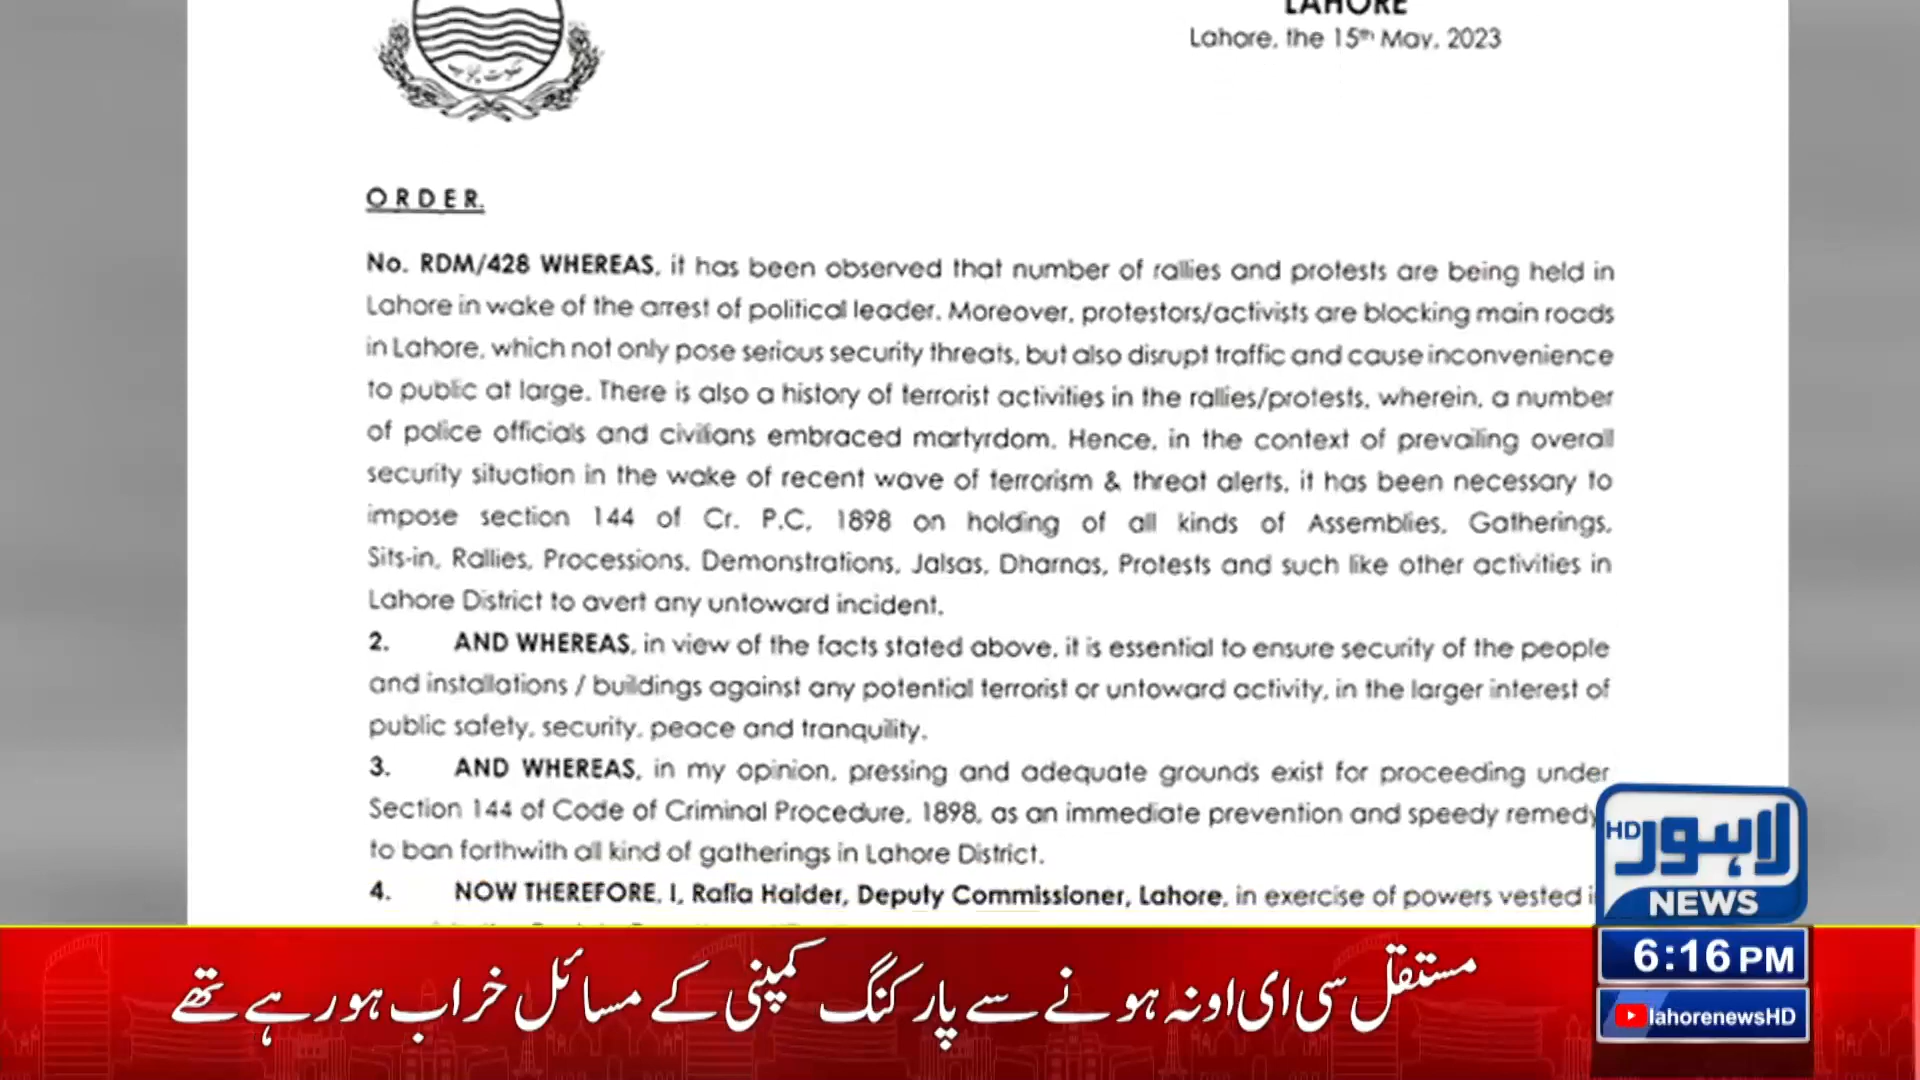 LAHORE
Lahore, the 15th May, 2023
حکومت پنجاب
ORDER.
No. RDM/428 WHEREAS, it has been observed that number of rallies and protests are being held in
Lahore in wake of the arrest of political leader. Moreover, protestors/activists are blocking main roads
in Lahore, which not only pose serious security threats, but also disrupt traffic and cause inconvenience
to public at large. There is also a history of terrorist activities in the rallies/protests, wherein, a number
of police officials and civilians embraced martyrdom. Hence, in the context of prevailing overall
security situation in the wake of recent wave of terrorism & threat alerts, it has been necessary to
impose section 144 of Cr. P.C, 1898 on holding of all kinds of Assemblies, Gatherings,
Sits-in, Rallies, Processions, Demonstrations, Jalsas, Dharnas, Protests and such like other activities in
Lahore District to avert any untoward incident.
2. AND WHEREAS, in view of the facts stated above, it is essential to ensure security of the people
and installations / buildings against any potential terrorist or untoward activity, in the larger interest of
public safety, security, peace and tranquility.
3. AND WHEREAS, in my opinion, pressing and adequate grounds exist for proceeding under
Section 144 of Code of Criminal Procedure, 1898, as an immediate prevention and speedy remedy
to ban forthwith all kind of gatherings in Lahore District.
4. NOW THEREFORE, I, Rafia Haider, Deputy Commissioner, Lahore, in exercise of powers vested
HD لاہور
NEWS
6:16 PM
lahorenewsHD
مستقل سی ای او نہ ہونے سے پارکنگ کمپنی کے مسائل خراب ہورہے تھے